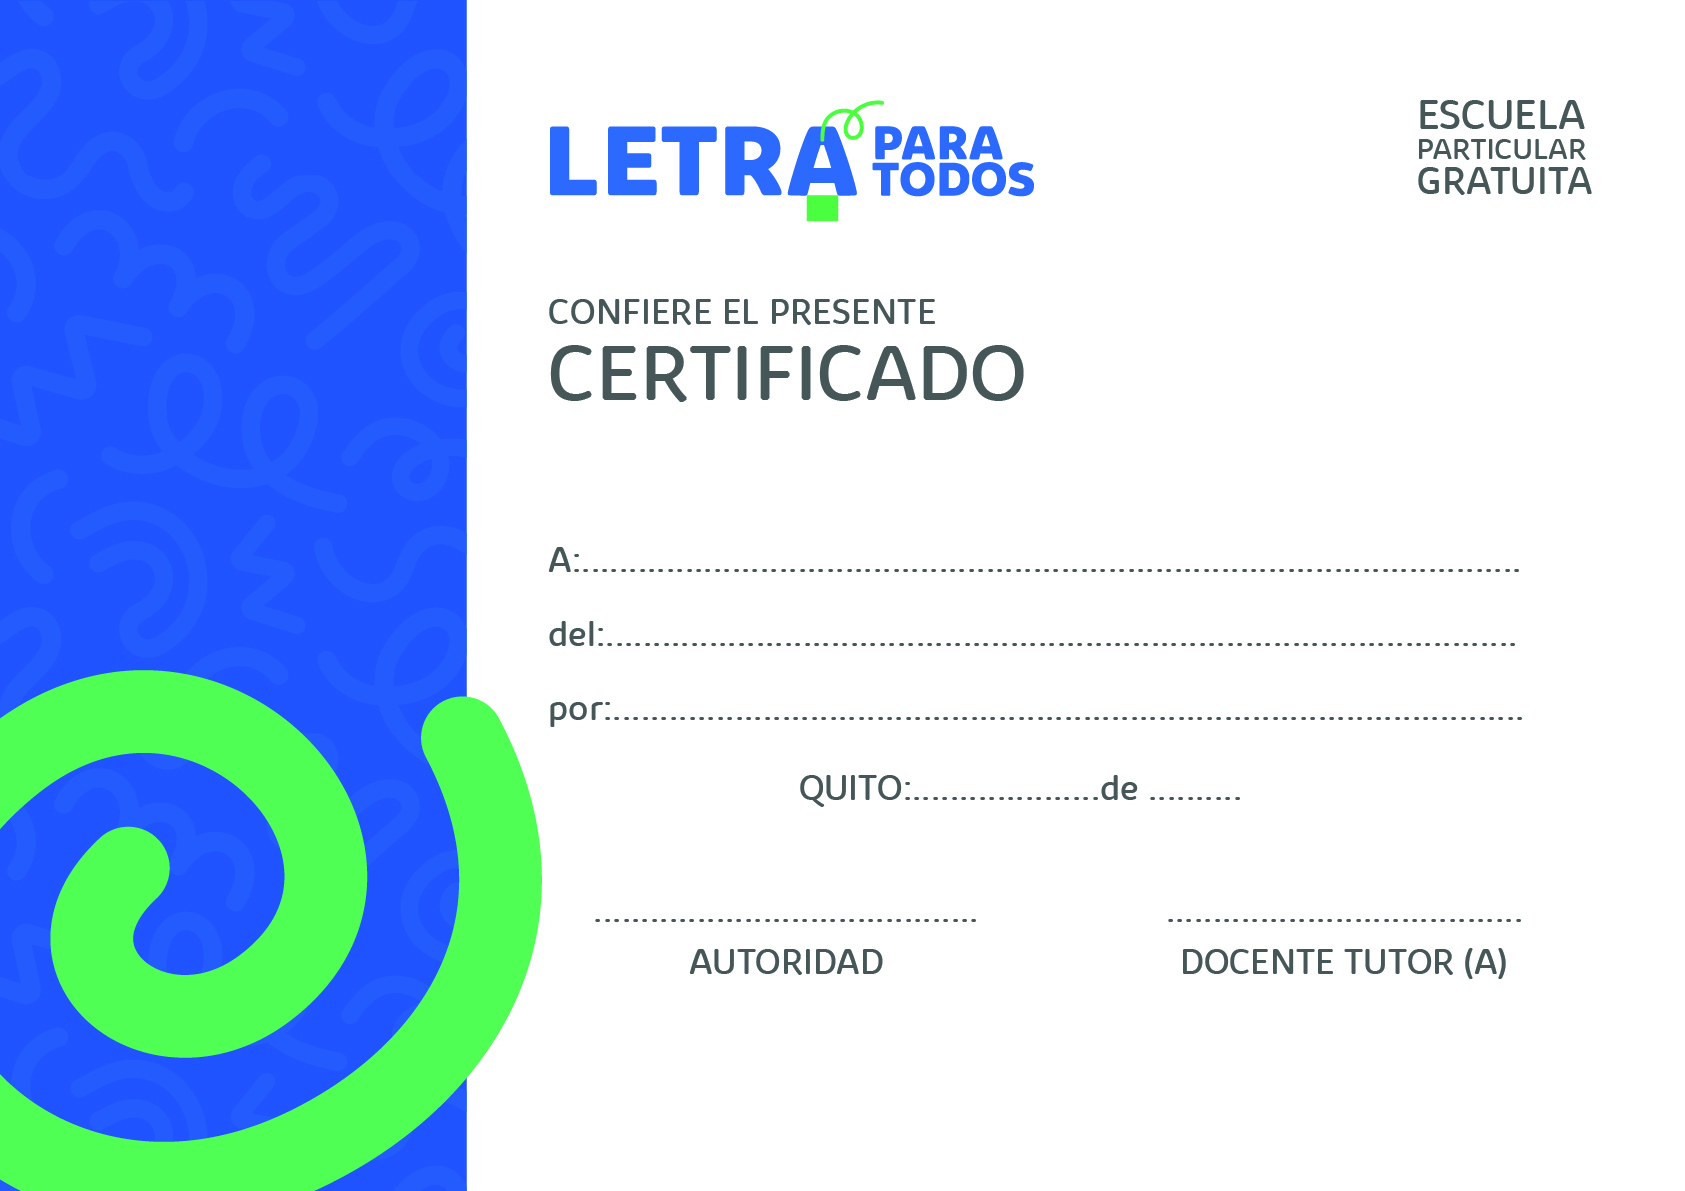 LETRA PARA
TODOS
ESCUELA
PARTICULAR
GRATUITA
CONFIERE EL PRESENTE
CERTIFICADO
A:....................................................................................................
del:.................................................................................................
por:.................................................................................................
QUITO:....................de ..........
AUTORIDAD
DOCENTE TUTOR (A)